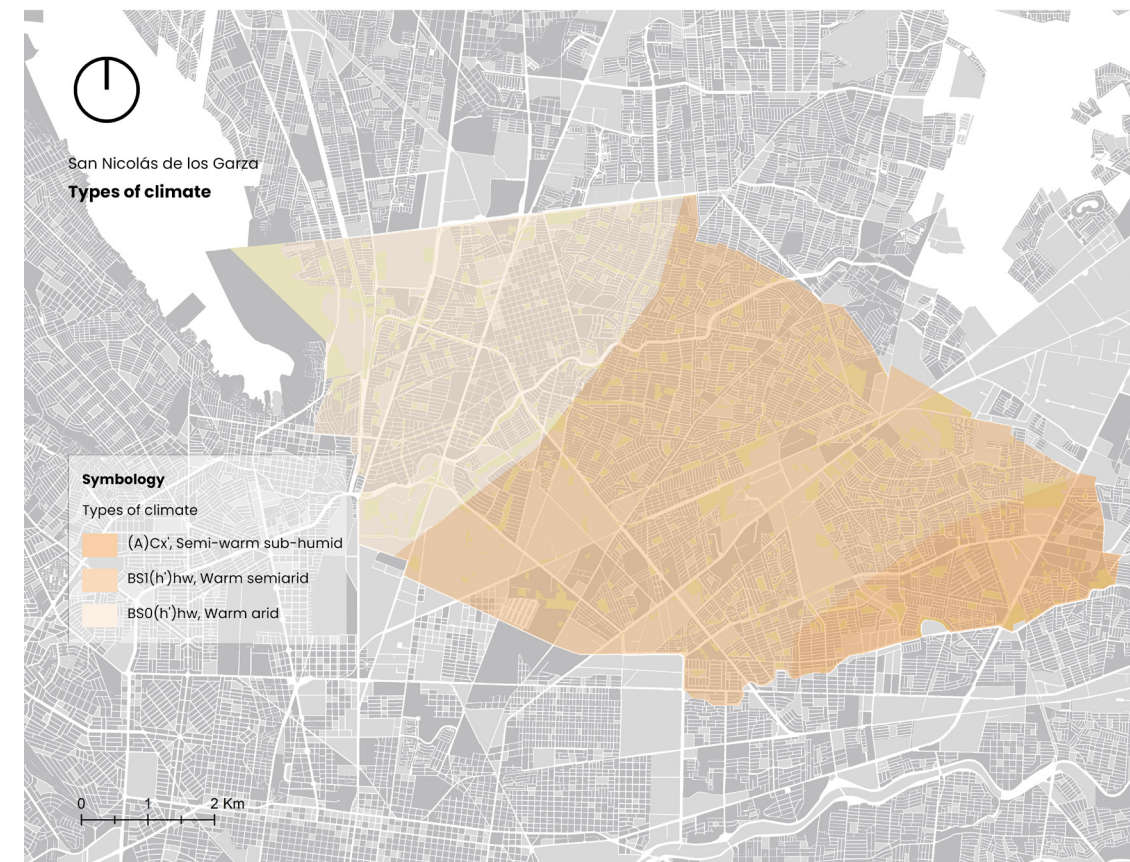 San Nicolás de los Garza
Types of climate
Symbology
Types of climate
(A)Cx', Semi-warm sub-humid
BS1(h')hw, Warm semiarid
BS0(h')hw, Warm arid
0 1 2 Km